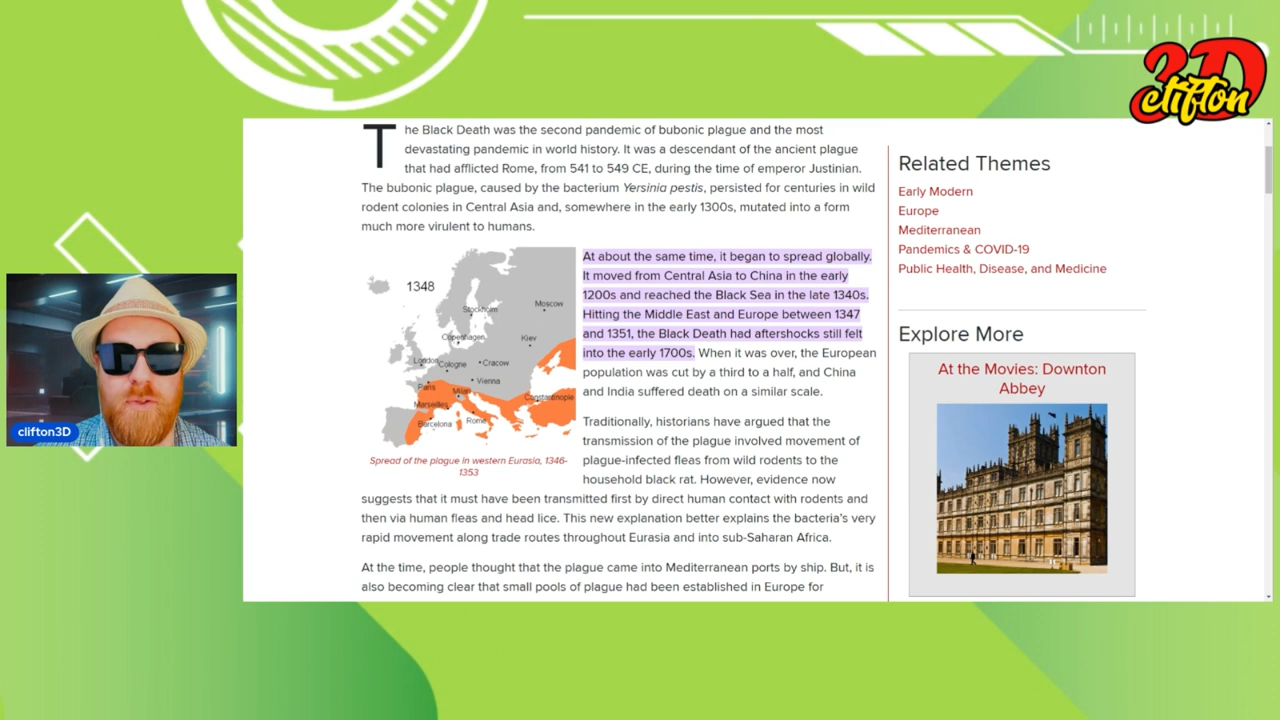 3D
clifton
The Black Death was the second pandemic of bubonic plague and the most
devastating pandemic in world history. It was a descendant of the ancient plague
that had afflicted Rome, from 541 to 549 CE, during the time of emperor Justinian.
The bubonic plague, caused by the bacterium Yersinia pestis, persisted for centuries in wild
rodent colonies in Central Asia and, somewhere in the early 1300s, mutated into a form
much more virulent to humans.
1348
Stockholm
Moscow
Copenhagen
Kiev
London
Cologne
Cracow
Paris
Vienna
Milan
Marseilles
Constantinople
Barcelona
Rome
Spread of the plague in western Eurasia, 1346-
1353
At about the same time, it began to spread globally.
It moved from Central Asia to China in the early
1200s and reached the Black Sea in the late 1340s.
Hitting the Middle East and Europe between 1347
and 1351, the Black Death had aftershocks still felt
into the early 1700s. When it was over, the European
population was cut by a third to a half, and China
and India suffered death on a similar scale.
Traditionally, historians have argued that the
transmission of the plague involved movement of
plague-infected fleas from wild rodents to the
household black rat. However, evidence now
suggests that it must have been transmitted first by direct human contact with rodents and
then via human fleas and head lice. This new explanation better explains the bacteria's very
rapid movement along trade routes throughout Eurasia and into sub-Saharan Africa.
At the time, people thought that the plague came into Mediterranean ports by ship. But, it is
also becoming clear that small pools of plague had been established in Europe for
Related Themes
Early Modern
Europe
Mediterranean
Pandemics & COVID-19
Public Health, Disease, and Medicine
Explore More
At the Movies: Downton
Abbey
clifton3D